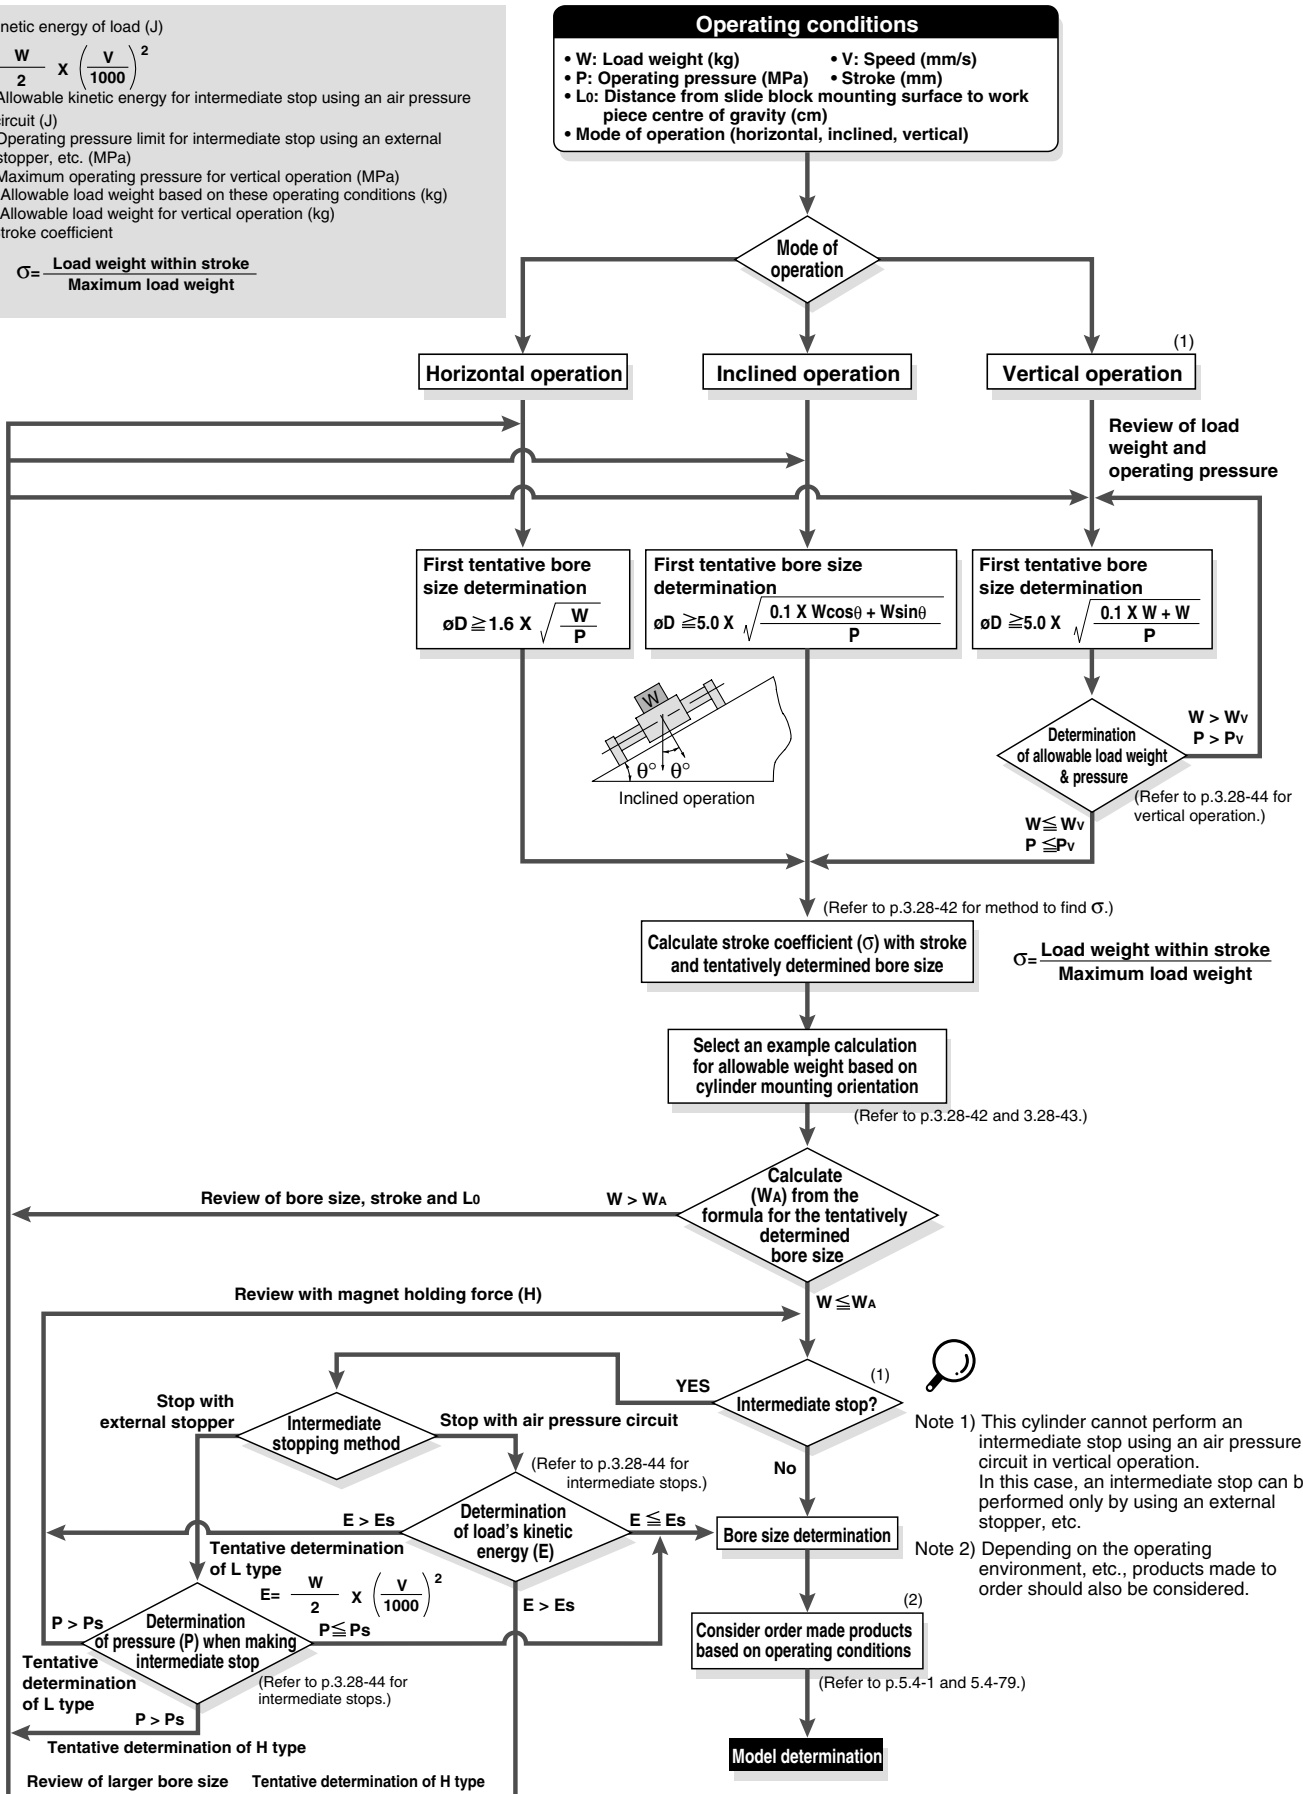 netic energy of load (J)
W/2 X (V/1000)²
Allowable kinetic energy for intermediate stop using an air pressure
circuit (J)
Operating pressure limit for intermediate stop using an external
stopper, etc. (MPa)
Maximum operating pressure for vertical operation (MPa)
Allowable load weight based on these operating conditions (kg)
Allowable load weight for vertical operation (kg)
troke coefficient
σ= Load weight within stroke
Maximum load weight
Operating conditions
• W: Load weight (kg) • V: Speed (mm/s)
• P: Operating pressure (MPa) • Stroke (mm)
• L0: Distance from slide block mounting surface to work
piece centre of gravity (cm)
• Mode of operation (horizontal, inclined, vertical)
Mode of
operation
(1)
Horizontal operation
Inclined operation
Vertical operation
Review of load
weight and
operating pressure
First tentative bore
size determination
øD ≧ 1.6 X √(W/P)
First tentative bore size
determination
øD ≧ 5.0 X √((0.1 X Wcosθ + Wsinθ)/P)
First tentative bore
size determination
øD ≧ 5.0 X √((0.1 X W + W)/P)
W
θ° θ°
Inclined operation
W > Wv
P > Pv
Determination
of allowable load weight
& pressure
(Refer to p.3.28-44 for
vertical operation.)
W ≦ Wv
P ≦ Pv
(Refer to p.3.28-42 for method to find σ.)
Calculate stroke coefficient (σ) with stroke
and tentatively determined bore size
σ= Load weight within stroke
Maximum load weight
Select an example calculation
for allowable weight based on
cylinder mounting orientation
(Refer to p.3.28-42 and 3.28-43.)
Calculate
(WA) from the
formula for the tentatively
determined
bore size
Review of bore size, stroke and L0
W > WA
Review with magnet holding force (H)
W ≦ WA
YES
(1)
Intermediate stop?
No
Stop with
external stopper
Intermediate
stopping method
Stop with air pressure circuit
(Refer to p.3.28-44 for
intermediate stops.)
Note 1) This cylinder cannot perform an
intermediate stop using an air pressure
circuit in vertical operation.
In this case, an intermediate stop can b
performed only by using an external
stopper, etc.
Note 2) Depending on the operating
environment, etc., products made to
order should also be considered.
E > Es
Determination
of load's kinetic
energy (E)
E ≦ Es
Bore size determination
Tentative determination
of L type
E= W/2 X (V/1000)²
E > Es
P > Ps
Determination
of pressure (P) when making
intermediate stop
P ≦ Ps
Tentative
determination
of L type
(Refer to p.3.28-44 for
intermediate stops.)
(2)
Consider order made products
based on operating conditions
(Refer to p.5.4-1 and 5.4-79.)
P > Ps
Tentative determination of H type
Model determination
Review of larger bore size
Tentative determination of H type